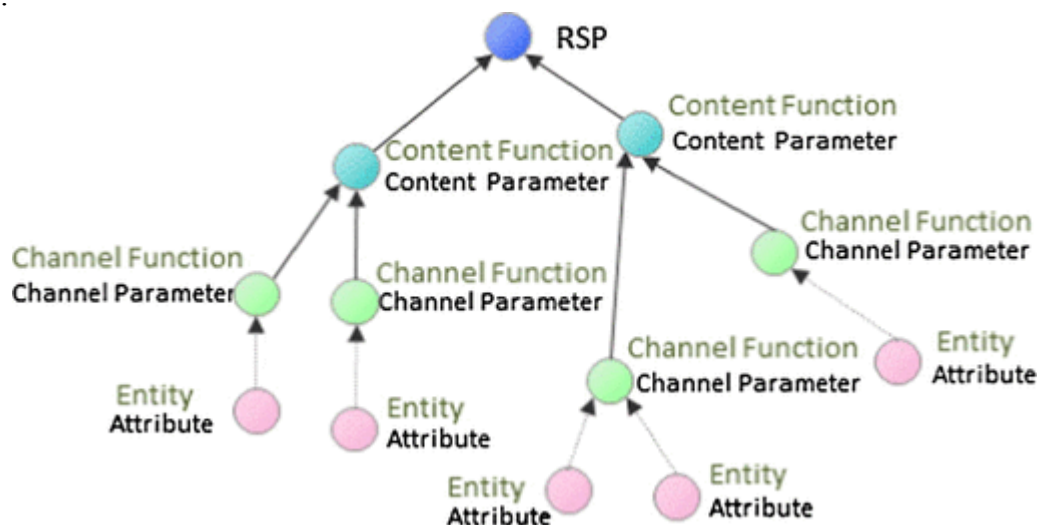 RSP
Content Function
Content Parameter
Content Function
Content Parameter
Channel Function
Channel Parameter
Channel Function
Channel Parameter
Channel Function
Channel Parameter
Entity
Attribute
Channel Function
Channel Parameter
Entity
Attribute
Entity
Attribute
Entity
Attribute
Entity
Attribute